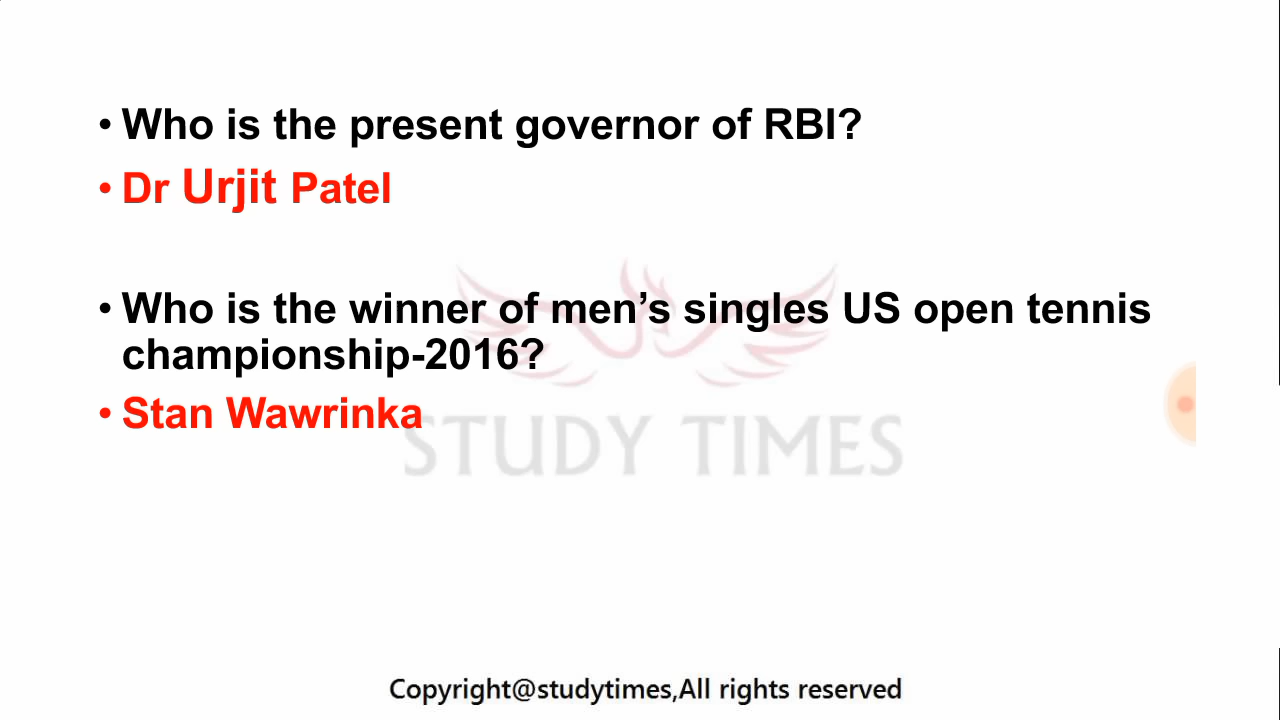 • Who is the present governor of RBI?
• Dr Urjit Patel
• Who is the winner of men’s singles US open tennis
championship-2016?
• Stan Wawrinka
STUDY TIMES
Copyright@studytimes,All rights reserved